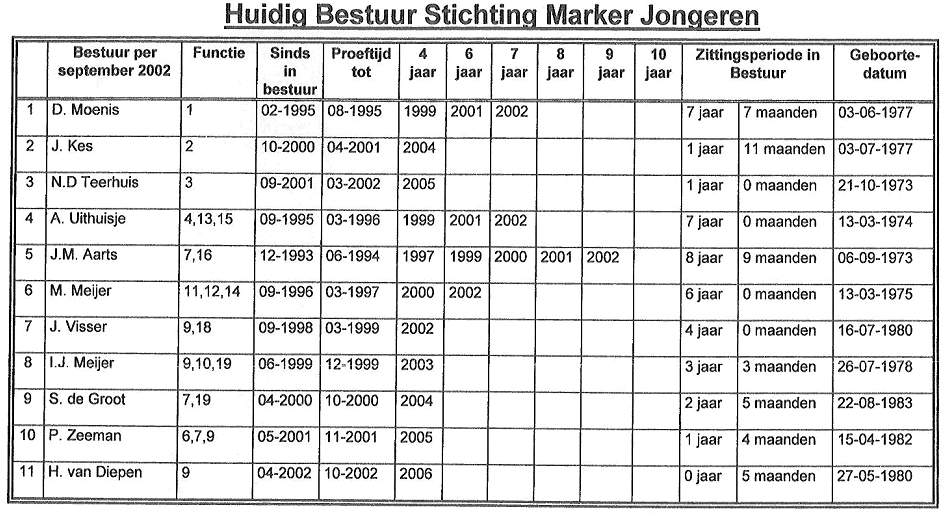 Huidig Bestuur Stichting Marker Jongeren
Bestuur per september 2002 Functie Sinds in bestuur Proeftijd tot 4 jaar 6 jaar 7 jaar 8 jaar 9 jaar 10 jaar Zittingsperiode in Bestuur Geboorte-datum
1 D. Moenis 1 02-1995 08-1995 1999 2001 2002 7 jaar 7 maanden 03-06-1977
2 J. Kes 2 10-2000 04-2001 2004 1 jaar 11 maanden 03-07-1977
3 N.D Teerhuis 3 09-2001 03-2002 2005 1 jaar 0 maanden 21-10-1973
4 A. Uithuisje 4,13,15 09-1995 03-1996 1999 2001 2002 7 jaar 0 maanden 13-03-1974
5 J.M. Aarts 7,16 12-1993 06-1994 1997 1999 2000 2001 2002 8 jaar 9 maanden 06-09-1973
6 M. Meijer 11,12,14 09-1996 03-1997 2000 2002 6 jaar 0 maanden 13-03-1975
7 J. Visser 9,18 09-1998 03-1999 2002 4 jaar 0 maanden 16-07-1980
8 I.J. Meijer 9,10,19 06-1999 12-1999 2003 3 jaar 3 maanden 26-07-1978
9 S. de Groot 7,19 04-2000 10-2000 2004 2 jaar 5 maanden 22-08-1983
10 P. Zeeman 6,7,9 05-2001 11-2001 2005 1 jaar 4 maanden 15-04-1982
11 H. van Diepen 9 04-2002 10-2002 2006 0 jaar 5 maanden 27-05-1980